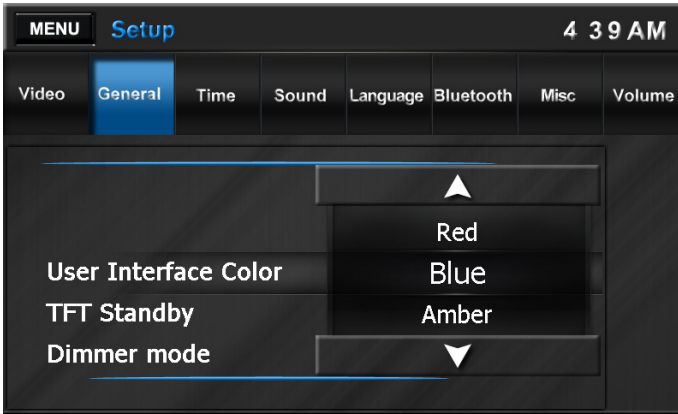 MENU Setup 4 39 AM
Video General Time Sound Language Bluetooth Misc Volume
Red
User Interface Color Blue
TFT Standby Amber
Dimmer mode